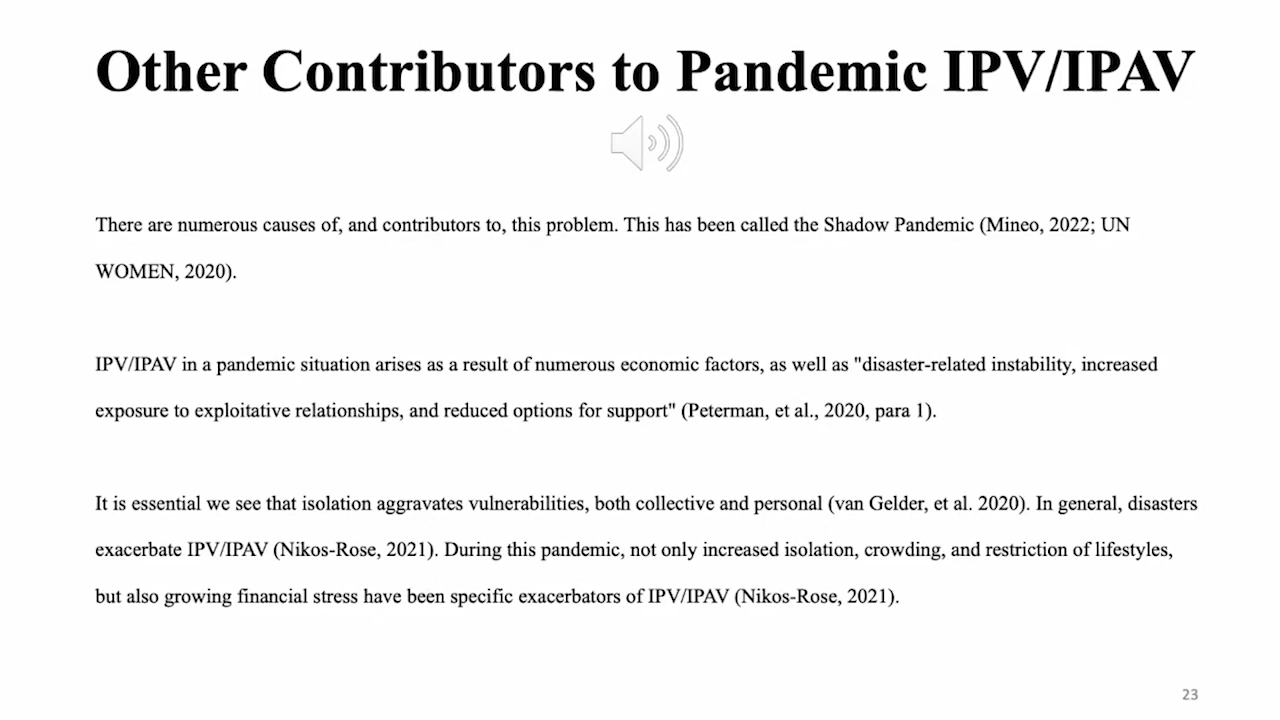 Other Contributors to Pandemic IPV/IPAV
There are numerous causes of, and contributors to, this problem. This has been called the Shadow Pandemic (Mineo, 2022; UN
WOMEN, 2020).
IPV/IPAV in a pandemic situation arises as a result of numerous economic factors, as well as "disaster-related instability, increased
exposure to exploitative relationships, and reduced options for support" (Peterman, et al., 2020, para 1).
It is essential we see that isolation aggravates vulnerabilities, both collective and personal (van Gelder, et al. 2020). In general, disasters
exacerbate IPV/IPAV (Nikos-Rose, 2021). During this pandemic, not only increased isolation, crowding, and restriction of lifestyles,
but also growing financial stress have been specific exacerbators of IPV/IPAV (Nikos-Rose, 2021).
23